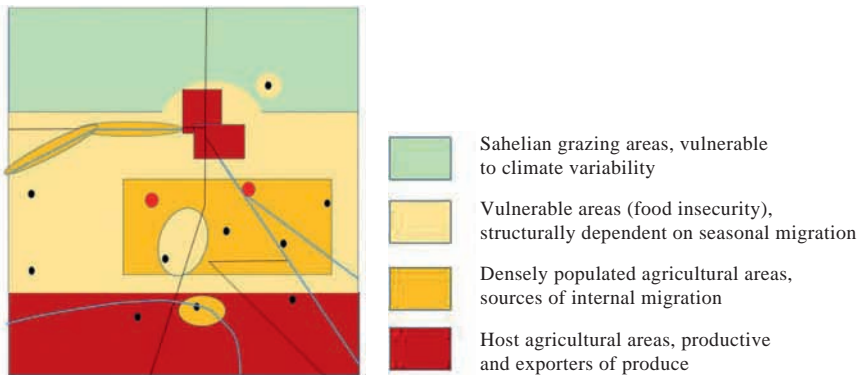 Sahelian grazing areas, vulnerable
to climate variability
Vulnerable areas (food insecurity),
structurally dependent on seasonal migration
Densely populated agricultural areas,
sources of internal migration
Host agricultural areas, productive
and exporters of produce